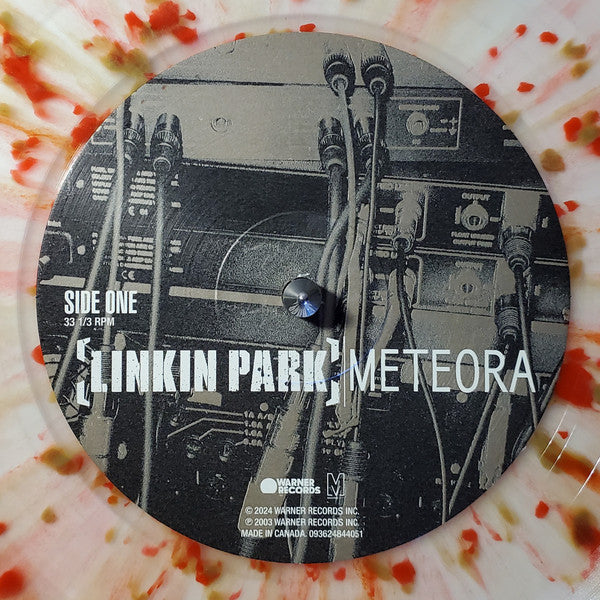 OUTPUT
SIDE ONE
33 1/3 RPM
[LINKIN PARK] METEORA
WARNER
RECORDS
M
© 2024 WARNER RECORDS INC.
℗ 2003 WARNER RECORDS INC.
MADE IN CANADA. 093624844051